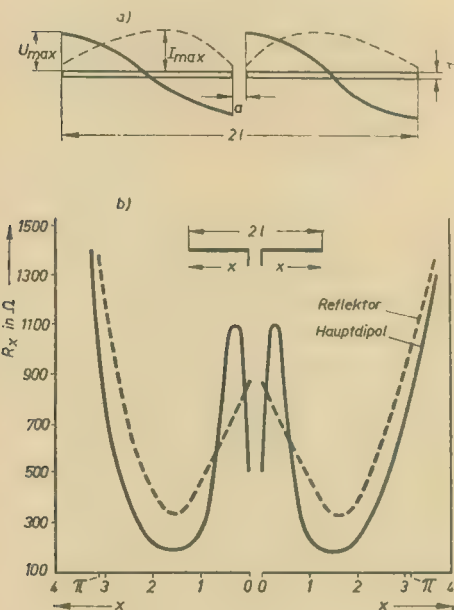 a)
Umax
Imax
r
a
2l
b)
2l
x x
Rx in Ω
1500
1300
1100
900
700
500
300
100
Reflektor
Hauptdipol
4 π 3 2 1 0 0 1 2 3 π 4
x x